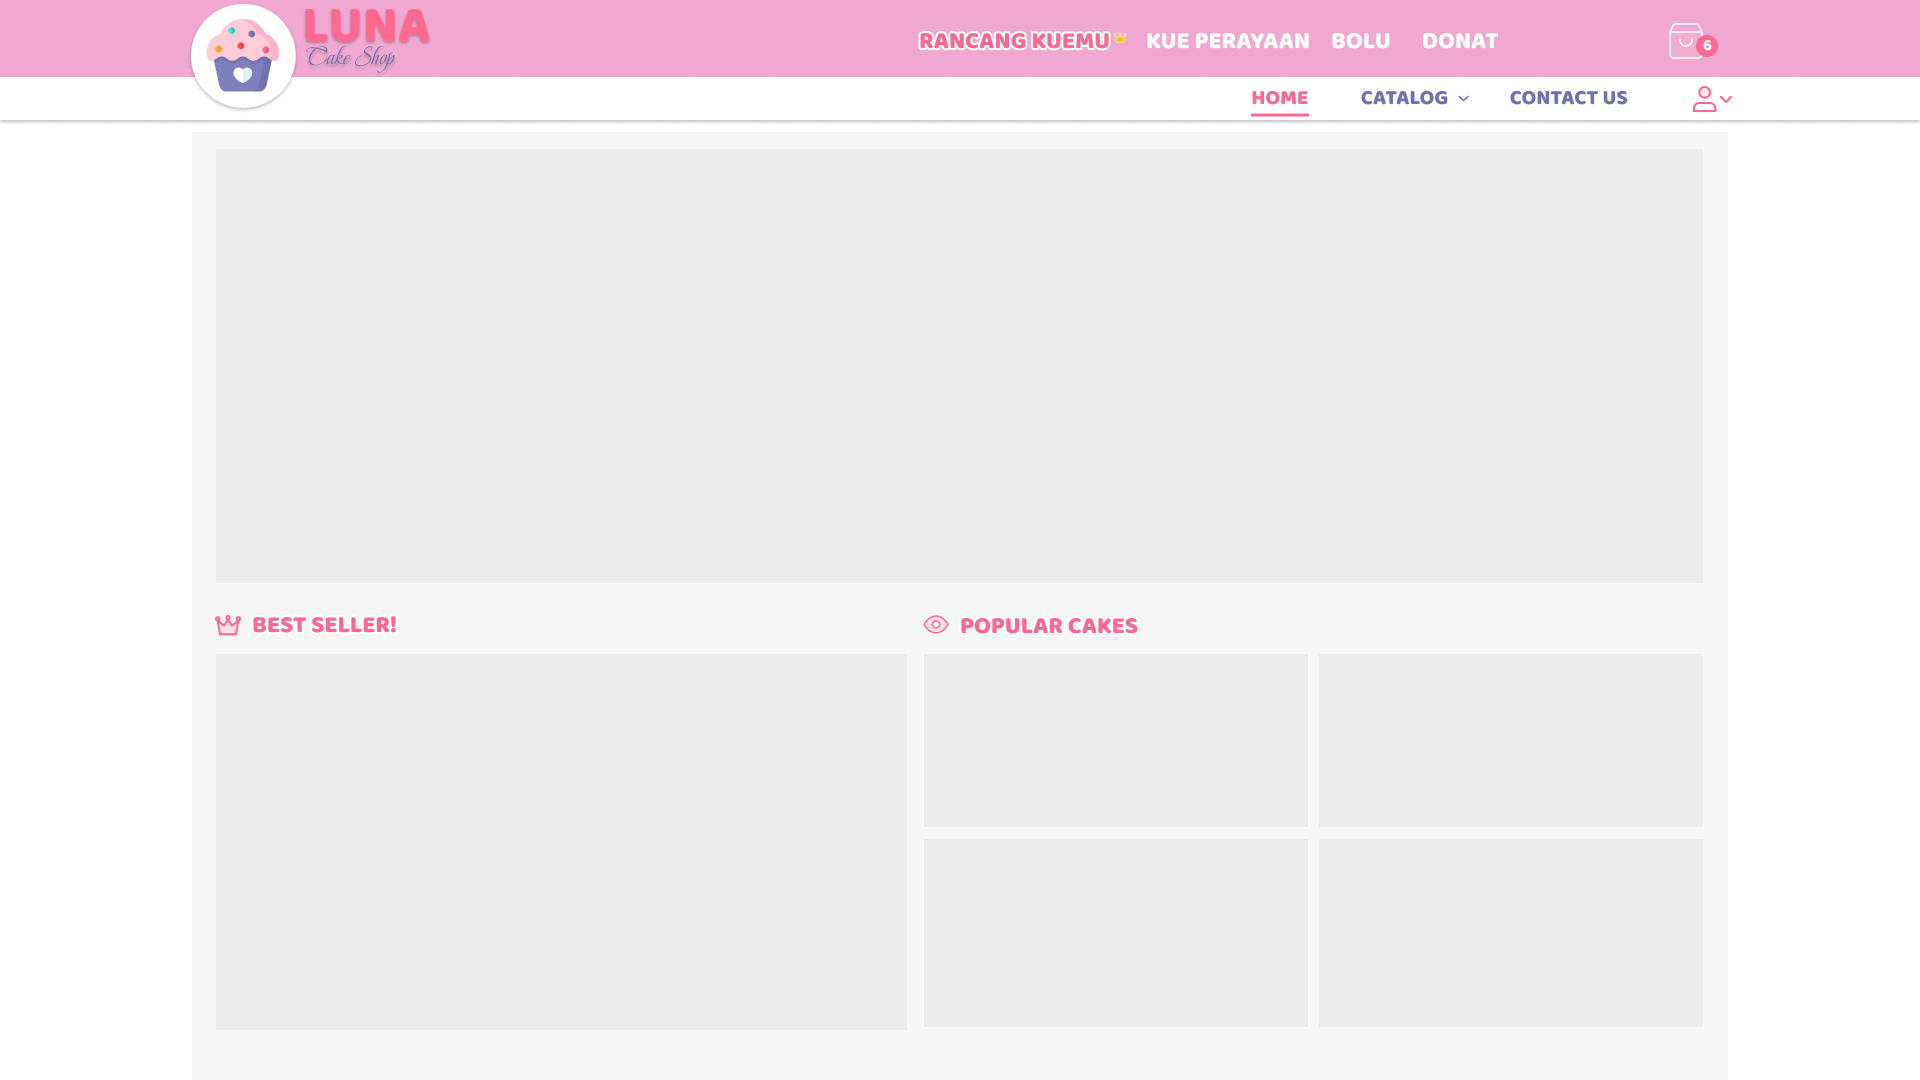 LUNA
Cake Shop
RANCANG KUEMU KUE PERAYAAN BOLU DONAT
6
HOME CATALOG CONTACT US
BEST SELLER!
POPULAR CAKES